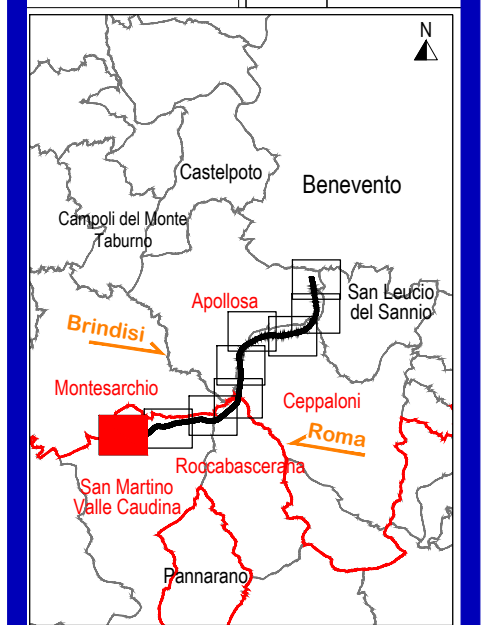 N
Castelpoto
Benevento
Campoli del Monte
Taburno
San Leucio
del Sannio
Apollosa
Brindisi
Montesarchio
Ceppaloni
Roma
Roccabascerana
San Martino
Valle Caudina
Pannarano